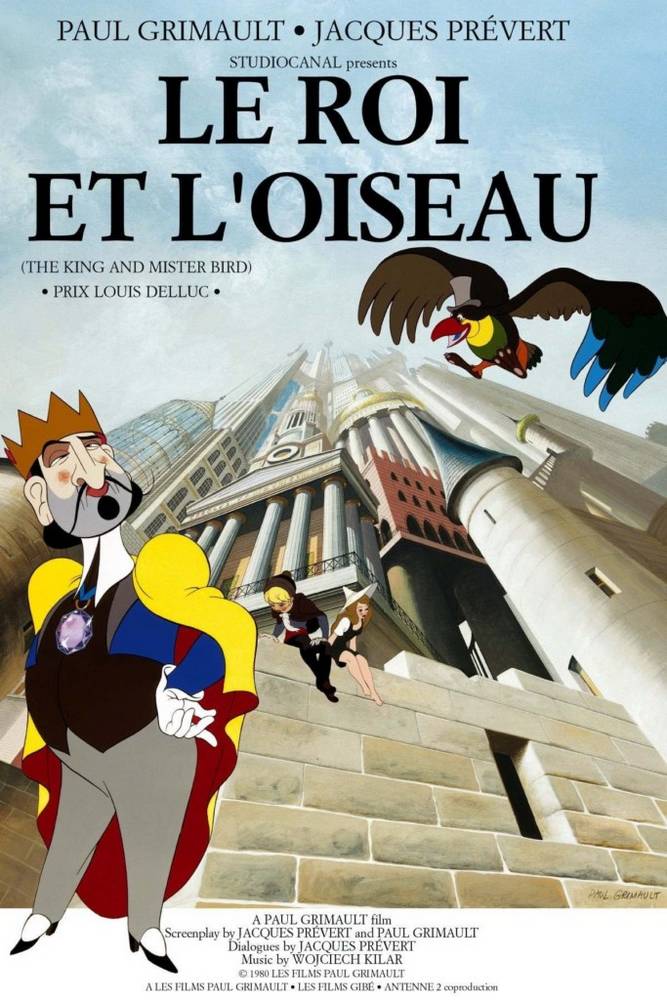 PAUL GRIMAULT • JACQUES PRÉVERT
STUDIOCANAL presents
LE ROI
ET L'OISEAU
(THE KING AND MISTER BIRD)
• PRIX LOUIS DELLUC •
PAUL GRIMAULT
A PAUL GRIMAULT film
Screenplay by JACQUES PRÉVERT and PAUL GRIMAULT
Dialogues by JACQUES PRÉVERT
Music by WOJCIECH KILAR
© 1980 LES FILMS PAUL GRIMAULT
A LES FILMS PAUL GRIMAULT • LES FILMS GIBÉ • ANTENNE 2 coproduction